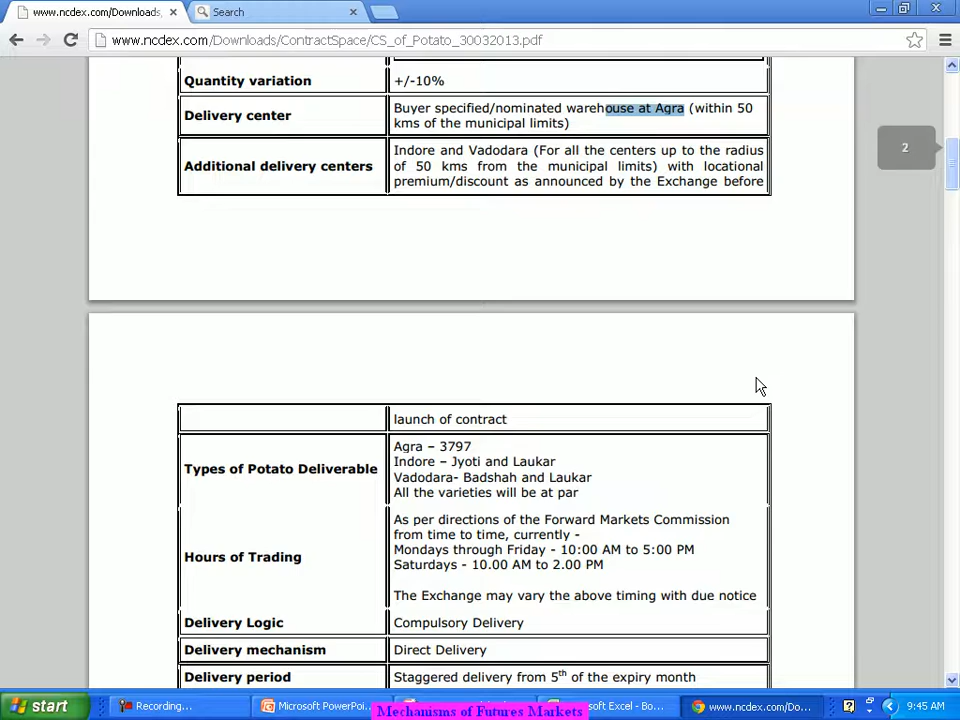 www.ncdex.com/Downloads,
Search
www.ncdex.com/Downloads/ContractSpace/CS_of_Potato_30032013.pdf
Quantity variation
+/-10%
Delivery center
Buyer specified/nominated warehouse at Agra (within 50
kms of the municipal limits)
Additional delivery centers
Indore and Vadodara (For all the centers up to the radius
of 50 kms from the municipal limits) with locational
premium/discount as announced by the Exchange before
2
launch of contract
Types of Potato Deliverable
Agra – 3797
Indore – Jyoti and Laukar
Vadodara- Badshah and Laukar
All the varieties will be at par
Hours of Trading
As per directions of the Forward Markets Commission
from time to time, currently -
Mondays through Friday - 10:00 AM to 5:00 PM
Saturdays - 10.00 AM to 2.00 PM
The Exchange may vary the above timing with due notice
Delivery Logic
Compulsory Delivery
Delivery mechanism
Direct Delivery
Delivery period
Staggered delivery from 5th of the expiry month
start
Recording...
Microsoft PowerPoi...
osoft Excel - Bo...
www.ncdex.com/Do...
9:45 AM
Mechanisms of Futures Markets